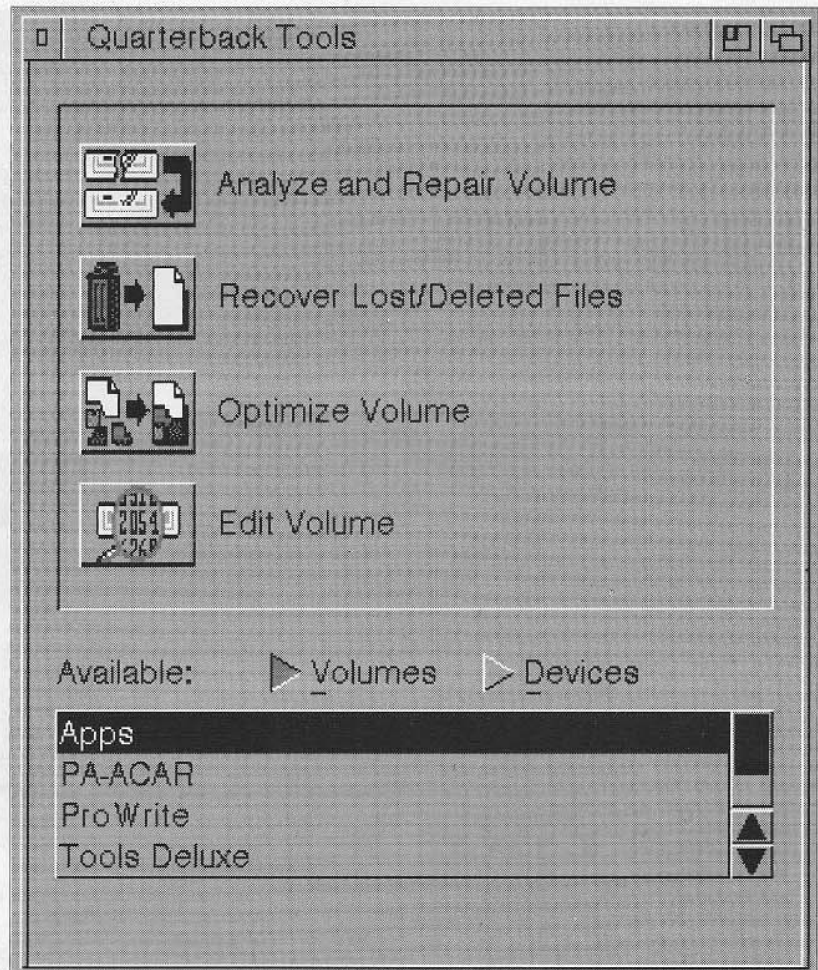 Quarterback Tools
Analyze and Repair Volume
Recover Lost/Deleted Files
Optimize Volume
2054
Edit Volume
Available: Volumes Devices
Apps
PA-ACAR
ProWrite
Tools Deluxe